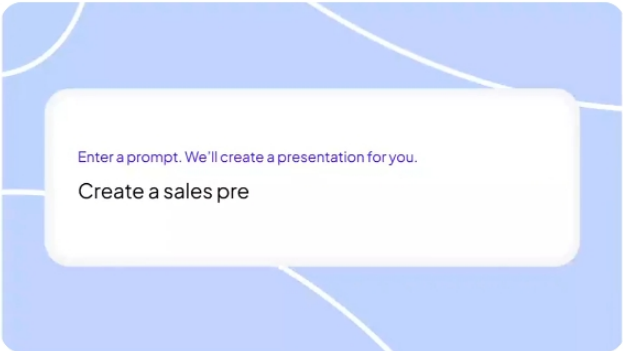 Enter a prompt. We'll create a presentation for you.
Create a sales pre